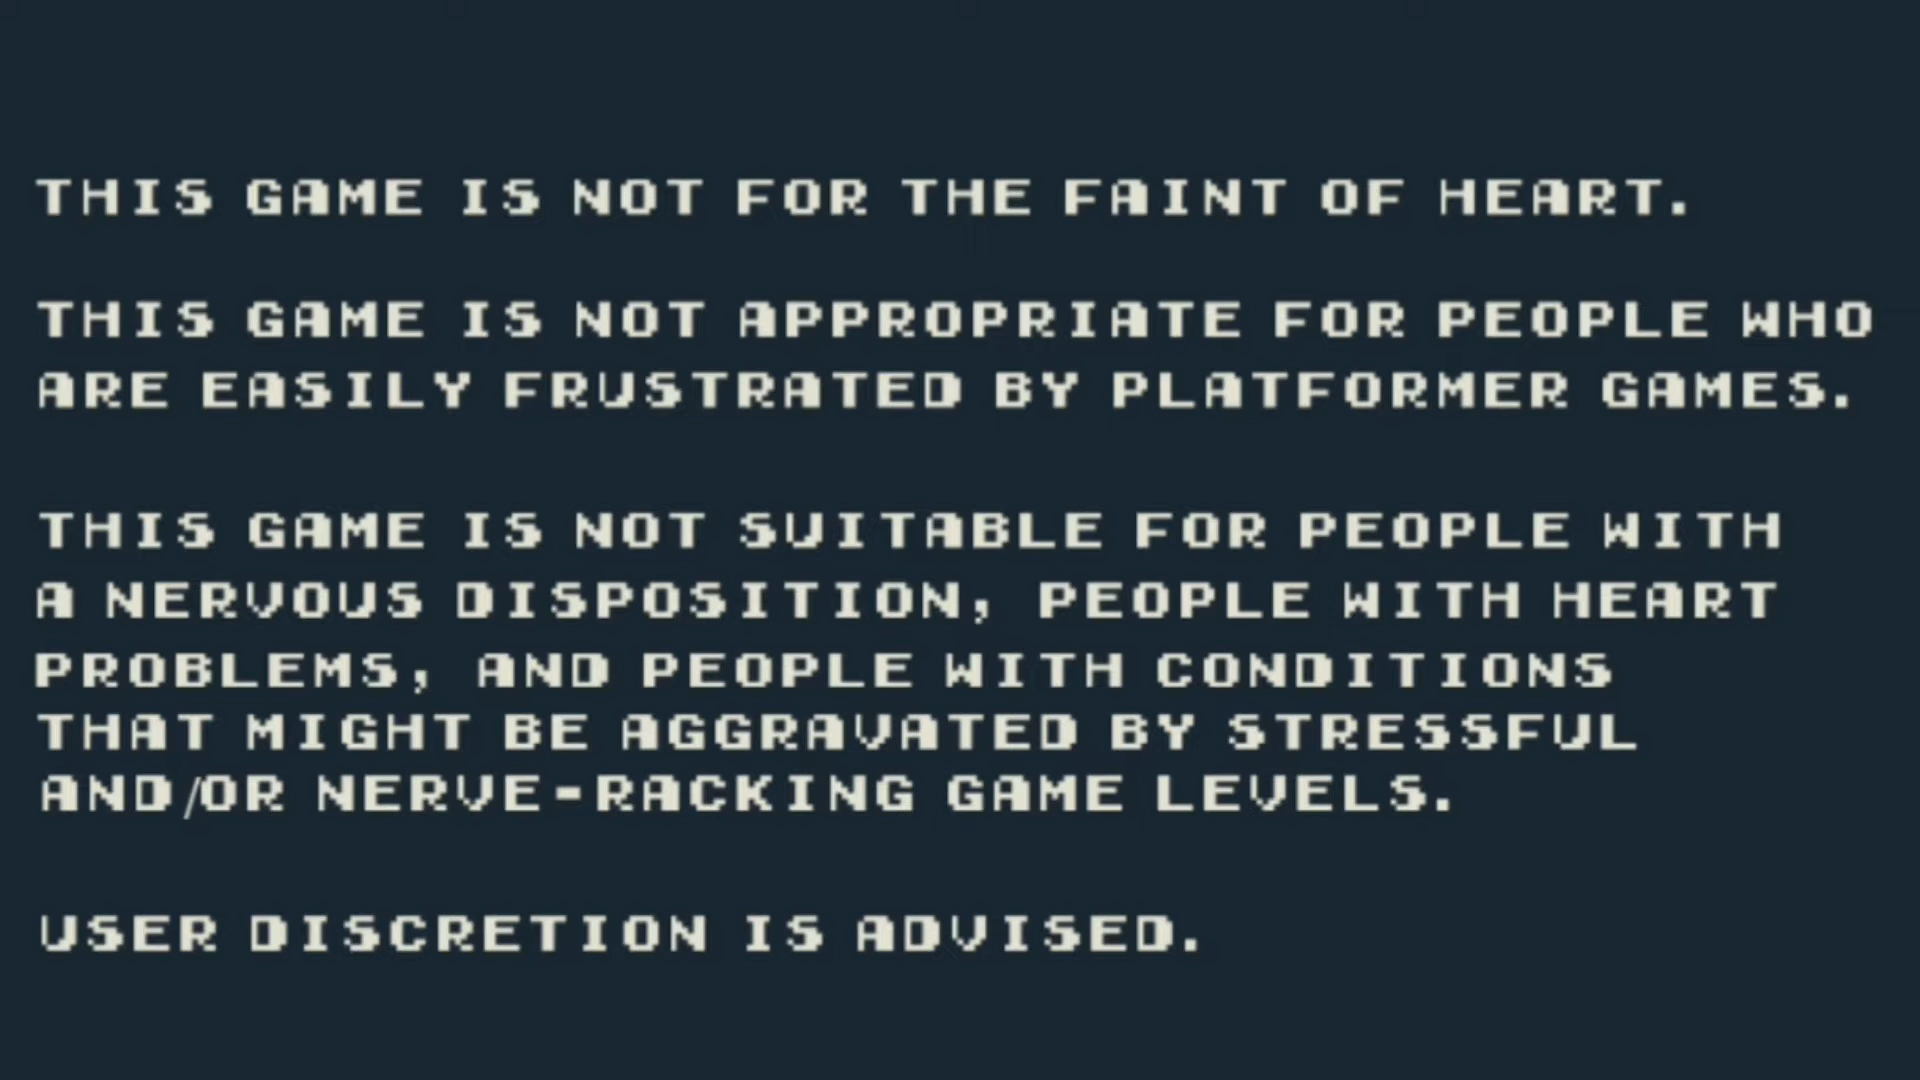 THIS GAME IS NOT FOR THE FAINT OF HEART.
THIS GAME IS NOT APPROPRIATE FOR PEOPLE WHO
ARE EASILY FRUSTRATED BY PLATFORMER GAMES.
THIS GAME IS NOT SUITABLE FOR PEOPLE WITH
A NERVOUS DISPOSITION, PEOPLE WITH HEART
PROBLEMS, AND PEOPLE WITH CONDITIONS
THAT MIGHT BE AGGRAVATED BY STRESSFUL
AND/OR NERVE-RACKING GAME LEVELS.
USER DISCRETION IS ADVISED.